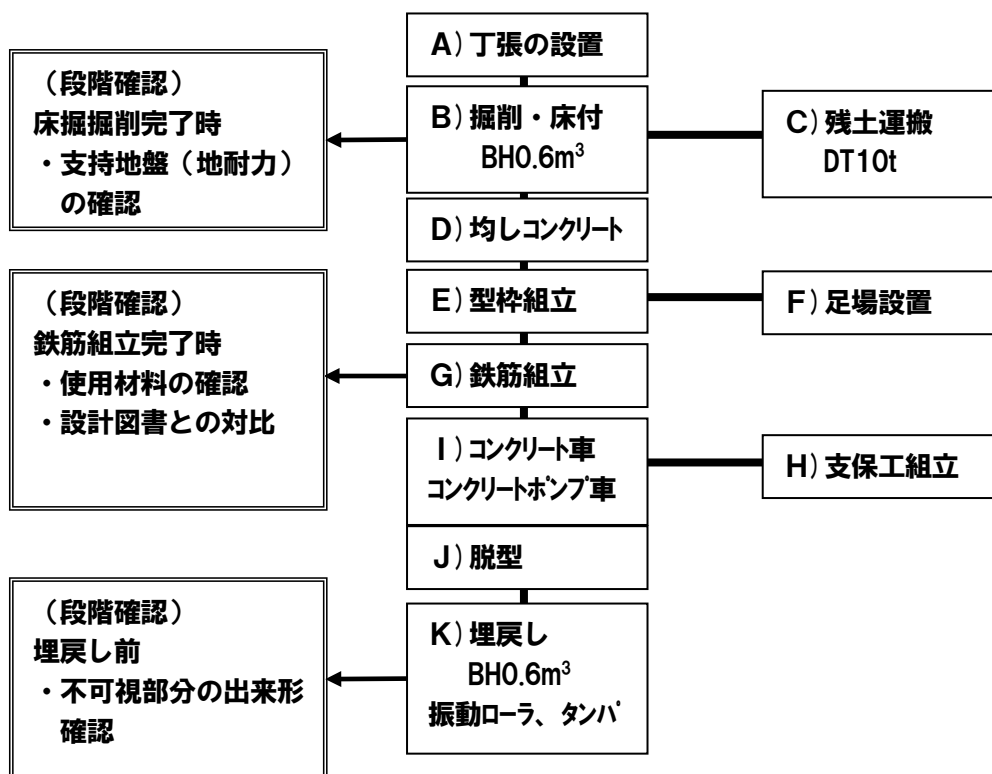 A)丁張の設置
(段階確認)
床掘掘削完了時
・支持地盤(地耐力)
の確認
B)掘削・床付
BH0.6m³
C)残土運搬
DT10t
D)均しコンクリート
(段階確認)
鉄筋組立完了時
・使用材料の確認
・設計図書との対比
E)型枠組立
F)足場設置
G)鉄筋組立
I)コンクリート車
コンクリートポンプ車
H)支保工組立
J)脱型
(段階確認)
埋戻し前
・不可視部分の出来形
確認
K)埋戻し
BH0.6m³
振動ローラ、タンパ